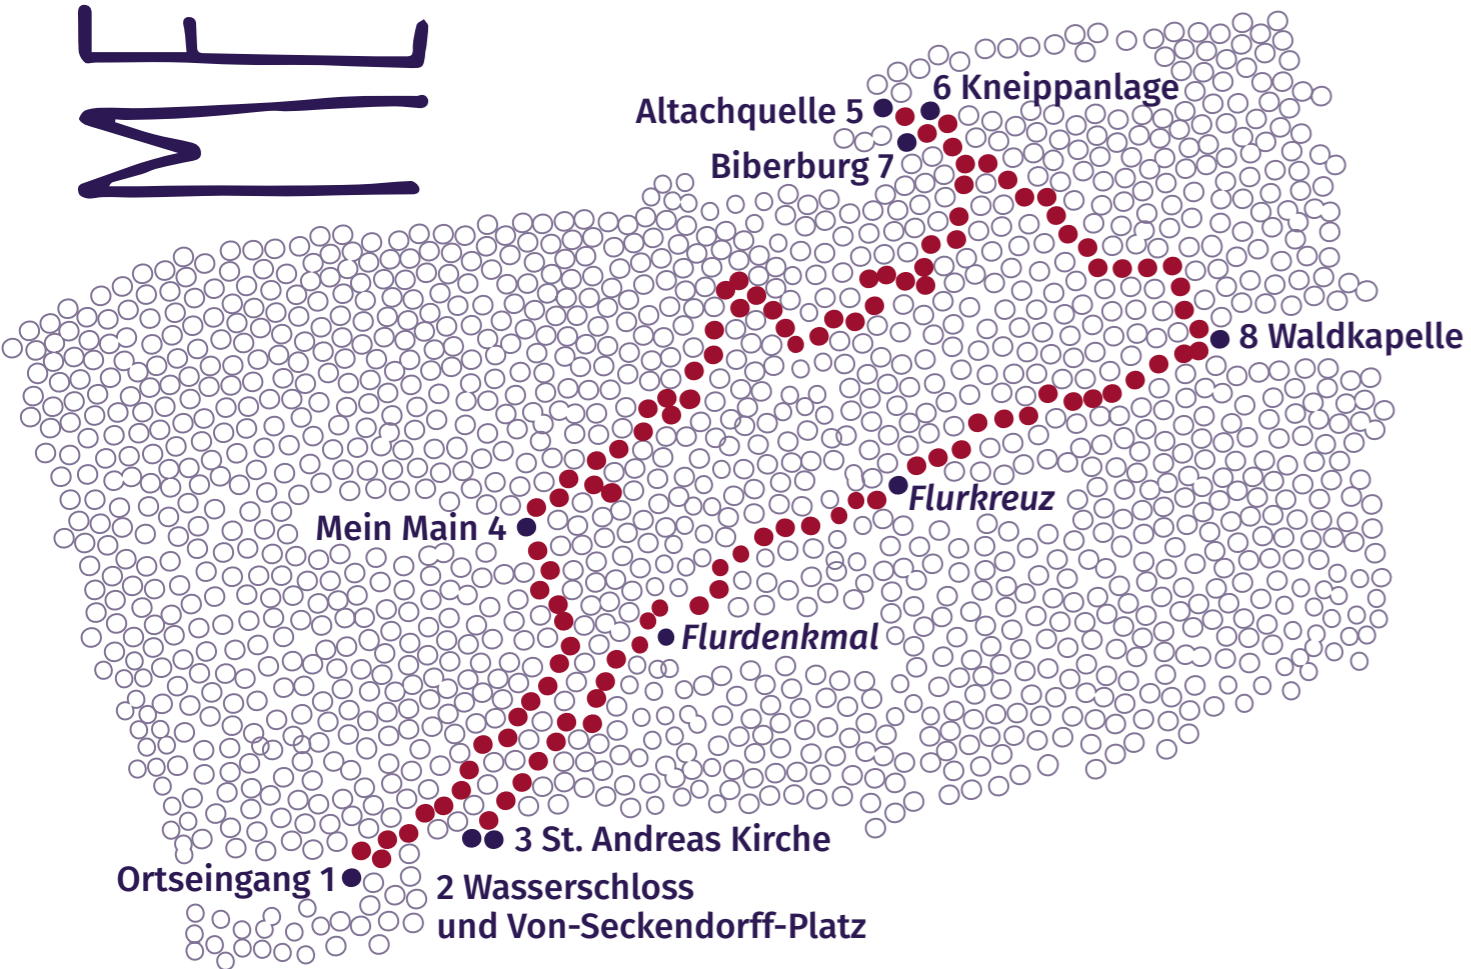 6 Kneippanlage
Altachquelle 5
Biberburg 7
8 Waldkapelle
Flurkreuz
Mein Main 4
Flurdenkmal
3 St. Andreas Kirche
Ortseingang 1
2 Wasserschloss
und Von-Seckendorff-Platz